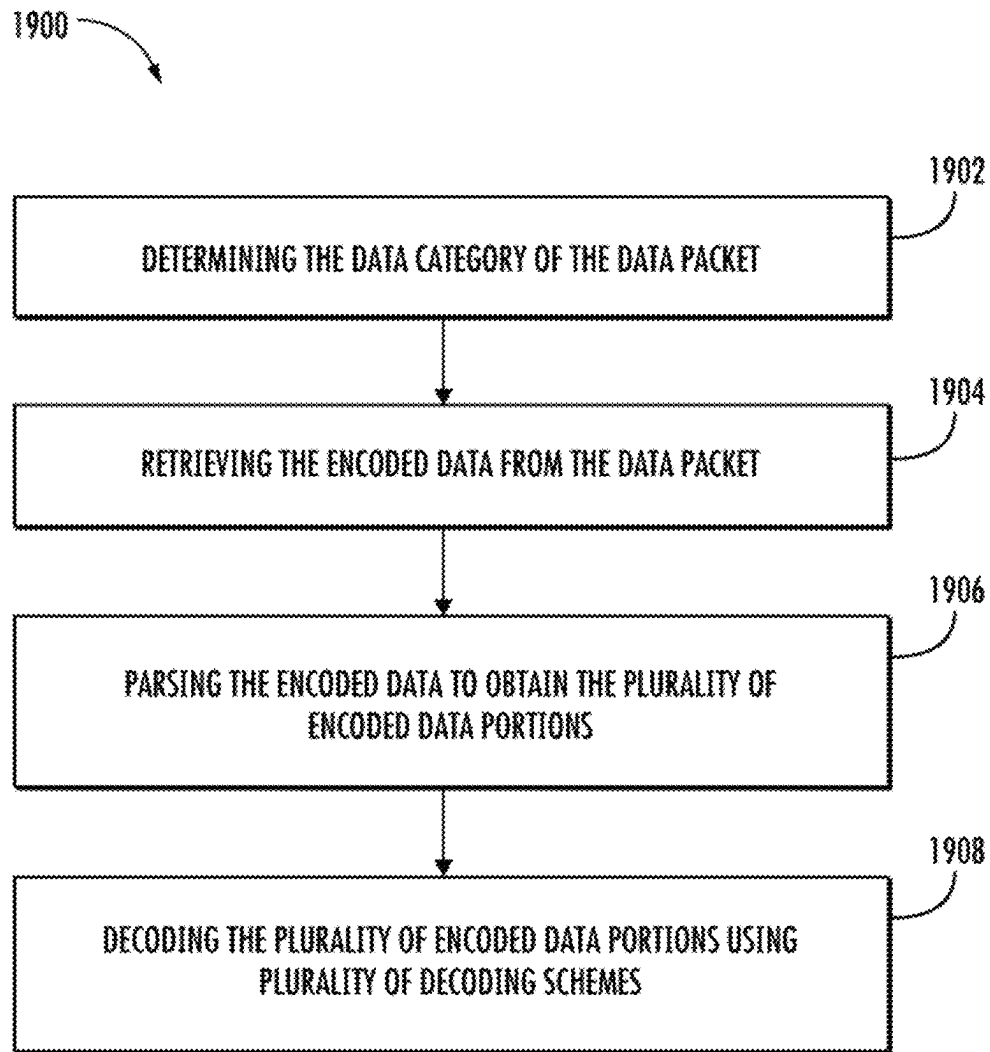 1900
1902
DETERMINING THE DATA CATEGORY OF THE DATA PACKET
1904
RETRIEVING THE ENCODED DATA FROM THE DATA PACKET
1906
PARSING THE ENCODED DATA TO OBTAIN THE PLURALITY OF
ENCODED DATA PORTIONS
1908
DECODING THE PLURALITY OF ENCODED DATA PORTIONS USING
PLURALITY OF DECODING SCHEMES